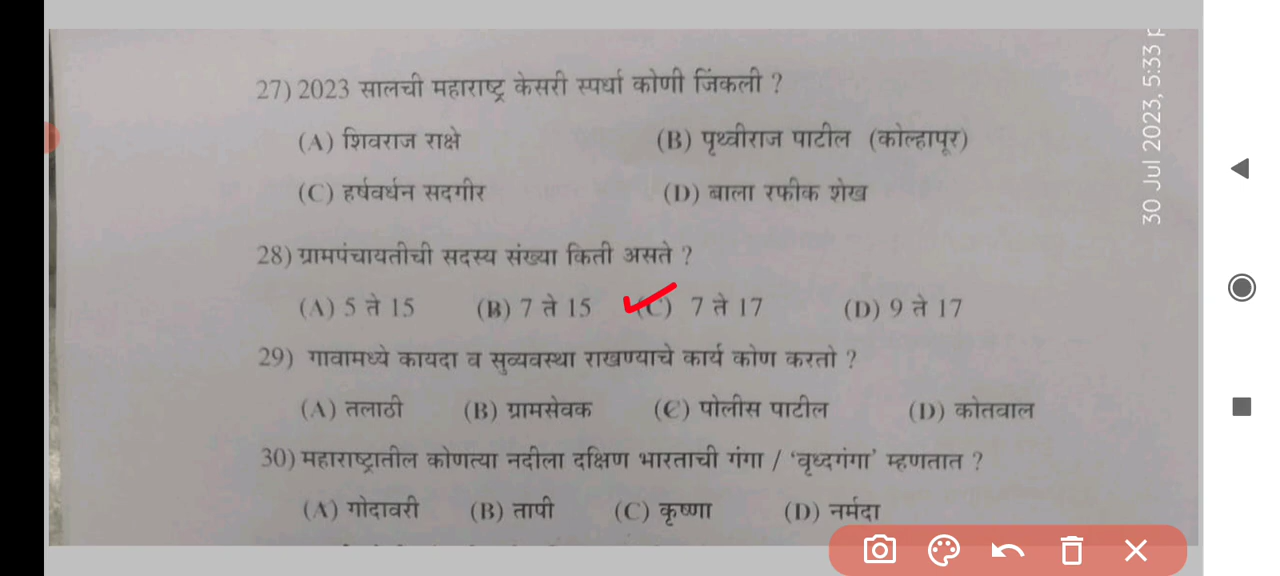 27) 2023 सालची महाराष्ट्र केसरी स्पर्धा कोणी जिंकली ?
(A) शिवराज राक्षे (B) पृथ्वीराज पाटील (कोल्हापूर)
(C) हर्षवर्धन सदगीर (D) बाला रफीक शेख
28) ग्रामपंचायतीची सदस्य संख्या किती असते ?
(A) 5 ते 15 (B) 7 ते 15 (C) 7 ते 17 (D) 9 ते 17
29) गावामध्ये कायदा व सुव्यवस्था राखण्याचे कार्य कोण करतो ?
(A) तलाठी (B) ग्रामसेवक (C) पोलीस पाटील (D) कोतवाल
30) महाराष्ट्रातील कोणत्या नदीला दक्षिण भारताची गंगा / 'वृध्दगंगा' म्हणतात ?
(A) गोदावरी (B) तापी (C) कृष्णा (D) नर्मदा
30 Jul 2023, 5:33 p